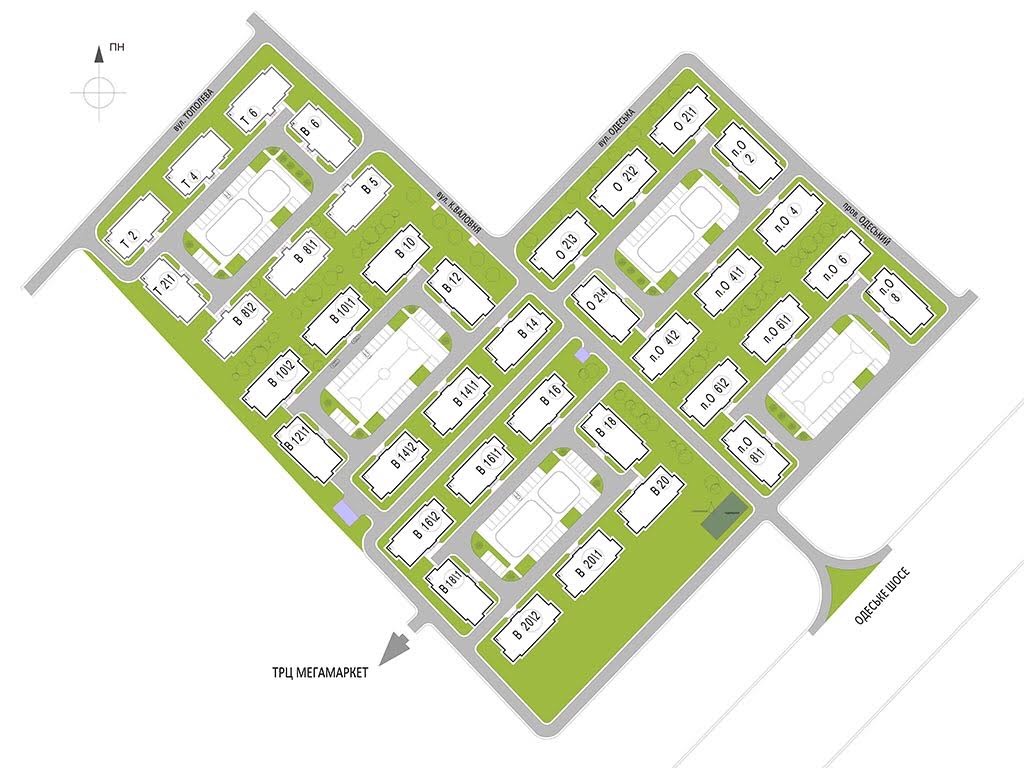 ПН
вул. ТОПОЛЕВА
Т 6
В 6
Т 4
Т 2
Т 2\1
В 5
В 8\1
В 8\2
вул. К.ВАЛОВНЯ
В 10
В 12
В 10\1
В 10\2
В 12\1
В 14
В 14\1
В 14\2
В 16
В 18
В 16\1
В 16\2
В 18\1
В 20
В 20\1
В 20\2
вул. ОДЕСЬКА
О 2\1
п.О 2
О 2\2
О 2\3
О 2\4
пров. ОДЕСЬКИЙ
п.О 4
п.О 4\1
п.О 4\2
п.О 6
п.О 8
п.О 6\1
п.О 6\2
п.О 8\1
ОДЕСЬКЕ ШОСЕ
ТРЦ МЕГАМАРКЕТ